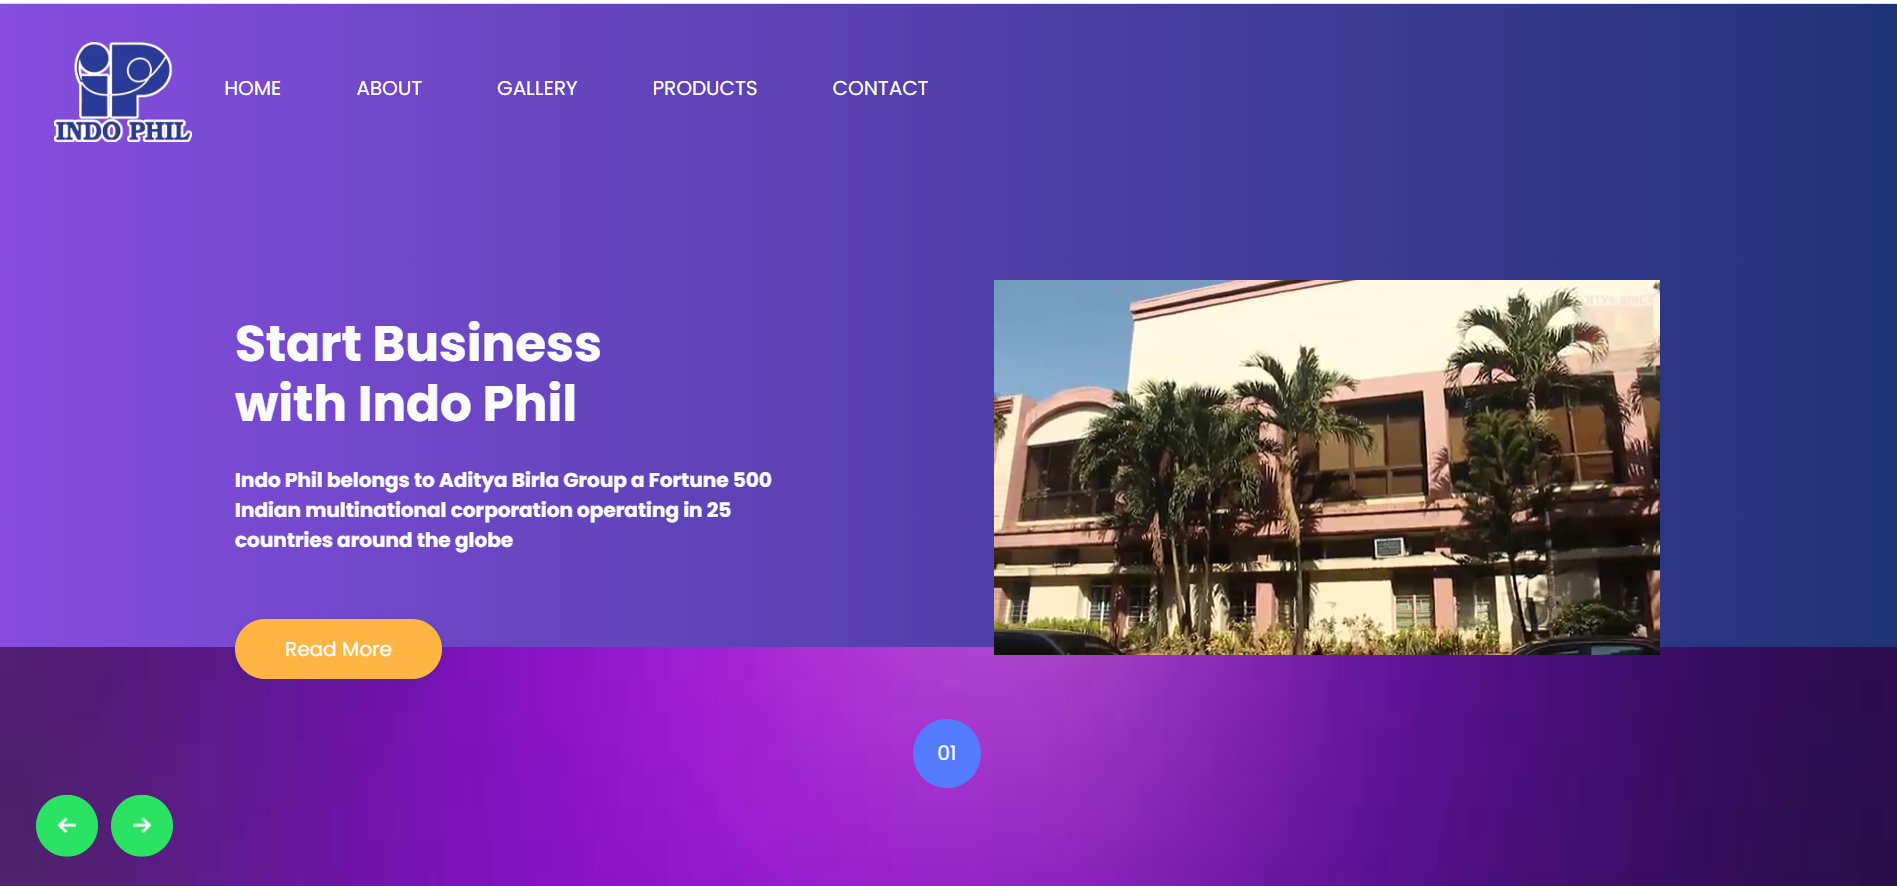 INDO PHIL
HOME ABOUT GALLERY PRODUCTS CONTACT
Start Business
with Indo Phil
Indo Phil belongs to Aditya Birla Group a Fortune 500
Indian multinational corporation operating in 25
countries around the globe
Read More
01